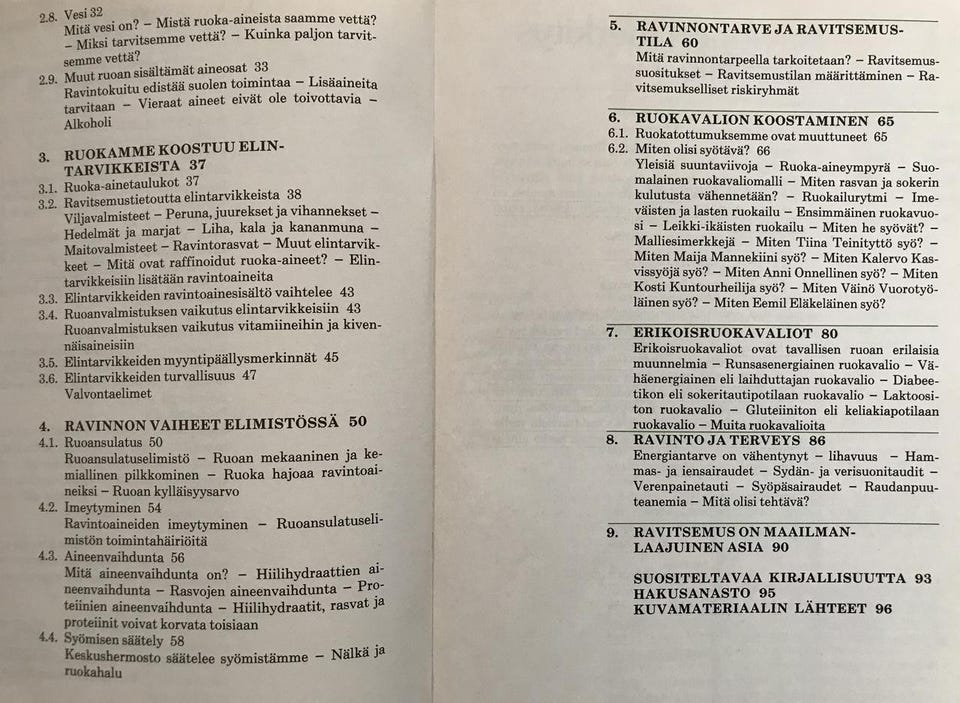 2.8. Vesi 32
Mitä vesi on? – Mistä ruoka-aineista saamme vettä?
– Miksi tarvitsemme vettä? – Kuinka paljon tarvit-
semme vettä?
2.9. Muut ruoan sisältämät aineosat 33
Ravintokuitu edistää suolen toimintaa – Lisäaineita
tarvitaan – Vieraat aineet eivät ole toivottavia –
Alkoholi
3. RUOKAMME KOOSTUU ELIN-
TARVIKKEISTA 37
3.1. Ruoka-ainetaulukot 37
3.2. Ravitsemustietoutta elintarvikkeista 38
Viljavalmisteet – Peruna, juurekset ja vihannekset –
Hedelmät ja marjat – Liha, kala ja kananmuna –
Maitovalmisteet – Ravintorasvat – Muut elintarvik-
keet – Mitä ovat raffinoidut ruoka-aineet? – Elin-
tarvikkeisiin lisätään ravintoaineita
3.3. Elintarvikkeiden ravintoainesisältö vaihtelee 43
3.4. Ruoanvalmistuksen vaikutus elintarvikkeisiin 43
Ruoanvalmistuksen vaikutus vitamiineihin ja kiven-
näisaineisiin
3.5. Elintarvikkeiden myyntipäällysmerkinnät 45
3.6. Elintarvikkeiden turvallisuus 47
Valvontaelimet
4. RAVINNON VAIHEET ELIMISTÖSSÄ 50
4.1. Ruoansulatus 50
Ruoansulatuselimistö – Ruoan mekaaninen ja ke-
miallinen pilkkominen – Ruoka hajoaa ravintoai-
neiksi – Ruoan kylläisyysarvo
4.2. Imeytyminen 54
Ravintoaineiden imeytyminen – Ruoansulatuseli-
mistön toimintahäiriöitä
4.3. Aineenvaihdunta 56
Mitä aineenvaihdunta on? – Hiilihydraattien ai-
neenvaihdunta – Rasvojen aineenvaihdunta – Pro-
teiinien aineenvaihdunta – Hiilihydraatit, rasvat ja
proteiinit voivat korvata toisiaan
4.4. Syömisen säätely 58
Keskushermosto säätelee syömistämme – Nälkä ja
ruokahalu
5. RAVINNONTARVE JA RAVITSEMUS-
TILA 60
Mitä ravinnontarpeella tarkoitetaan? – Ravitsemus-
suositukset – Ravitsemustilan määrittäminen – Ra-
vitsemukselliset riskiryhmät
6. RUOKAVALION KOOSTAMINEN 65
6.1. Ruokatottumuksemme ovat muuttuneet 65
6.2. Miten olisi syötävä? 66
Yleisiä suuntaviivoja – Ruoka-aineympyrä – Suo-
malainen ruokavaliomalli – Miten rasvan ja sokerin
kulutusta vähennetään? – Ruokailurytmi – Ime-
väisten ja lasten ruokailu – Ensimmäinen ruokavuo-
si – Leikki-ikäisten ruokailu – Miten he syövät? –
Malliesimerkkejä – Miten Tiina Teinityttö syö? –
Miten Maija Mannekiini syö? – Miten Kalervo Kas-
vissyöjä syö? – Miten Anni Onnellinen syö? – Miten
Kosti Kuntourheilija syö? – Miten Väinö Vuorotyö-
läinen syö? – Miten Eemil Eläkeläinen syö?
7. ERIKOISRUOKAVALIOT 80
Erikoisruokavaliot ovat tavallisen ruoan erilaisia
muunnelmia – Runsasenergiainen ruokavalio – Vä-
häenergiainen eli laihduttajan ruokavalio – Diabee-
tikon eli sokeritautipotilaan ruokavalio – Laktoosi-
ton ruokavalio – Gluteiiniton eli keliakiapotilaan
ruokavalio – Muita ruokavalioita
8. RAVINTO JA TERVEYS 86
Energiantarve on vähentynyt – lihavuus – Ham-
mas- ja iensairaudet – Sydän- ja verisuonitaudit –
Verenpainetauti – Syöpäsairaudet – Raudanpuu-
teanemia – Mitä olisi tehtävä?
9. RAVITSEMUS ON MAAILMAN-
LAAJUINEN ASIA 90
SUOSITELTAVAA KIRJALLISUUTTA 93
HAKUSANASTO 95
KUVAMATERIAALIN LÄHTEET 96